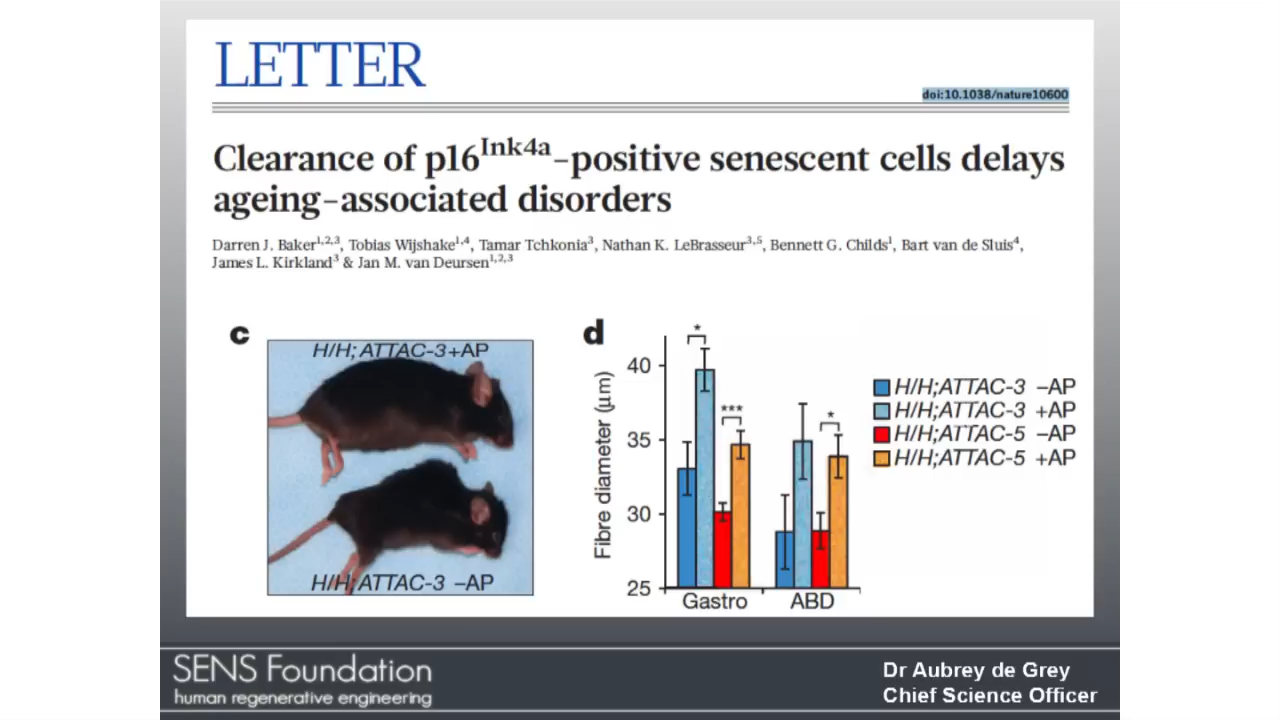 LETTER
doi:10.1038/nature10600
Clearance of p16Ink4a-positive senescent cells delays
ageing-associated disorders
Darren J. Baker1,2,3, Tobias Wijshake1,4, Tamar Tchkonia3, Nathan K. LeBrasseur3,5, Bennett G. Childs1, Bart van de Sluis4,
James L. Kirkland3 & Jan M. van Deursen1,2,3
c
H/H;ATTAC-3+AP
H/H;ATTAC-3 –AP
d
Fibre diameter (μm)
40
35
30
25
*
***
*
Gastro ABD
H/H;ATTAC-3 –AP
H/H;ATTAC-3 +AP
H/H;ATTAC-5 –AP
H/H;ATTAC-5 +AP
SENS Foundation
human regenerative engineering
Dr Aubrey de Grey
Chief Science Officer